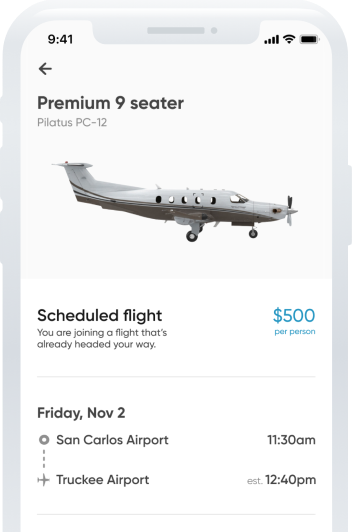 9:41
Premium 9 seater
Pilatus PC-12
Scheduled flight
$500
You are joining a flight that's
already headed your way.
per person
Friday, Nov 2
San Carlos Airport
11:30am
Truckee Airport
est. 12:40pm